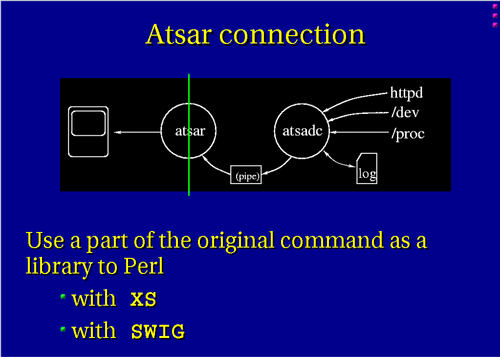 Atsar connection
httpd
/dev
atsar
atsadc
/proc
(pipe)
log
Use a part of the original command as a
library to Perl
with XS
with SWIG